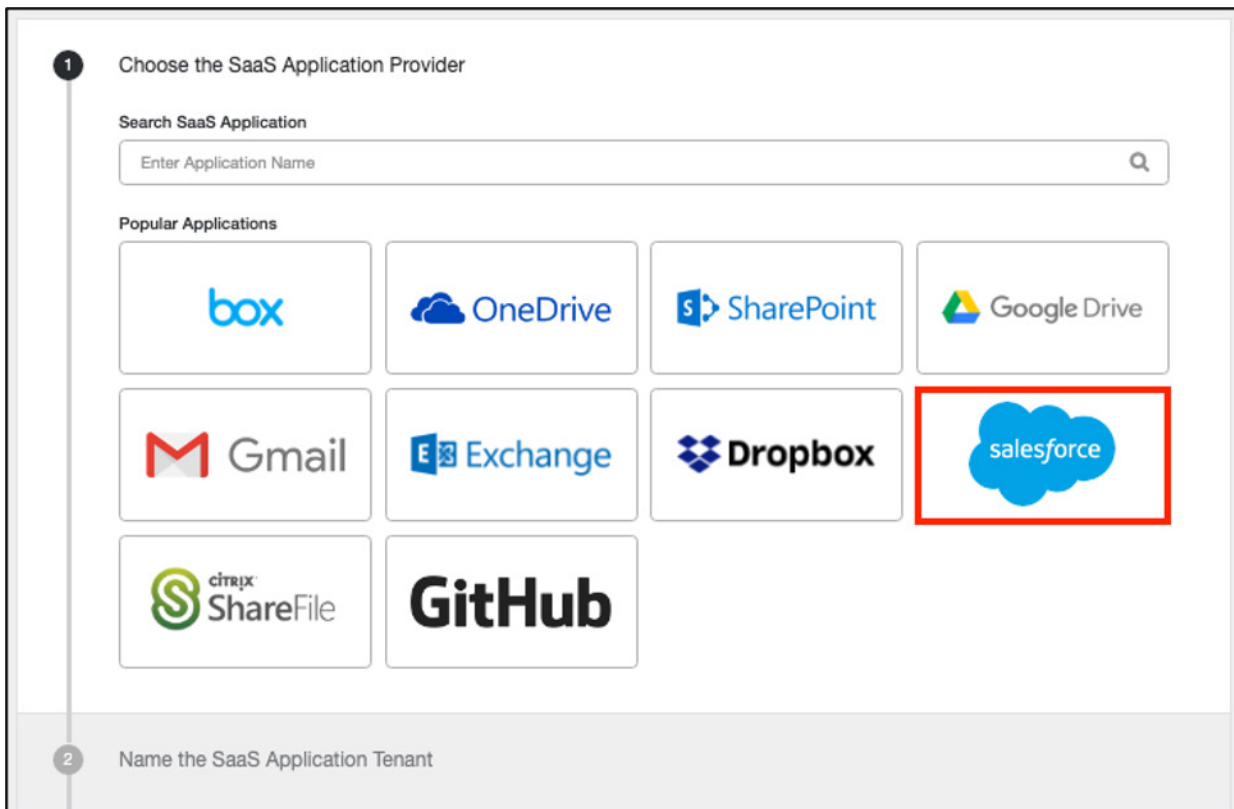 1
Choose the SaaS Application Provider
Search SaaS Application
Enter Application Name
Popular Applications
box
OneDrive
S SharePoint
Google Drive
Gmail
E Exchange
Dropbox
salesforce
CITRIX
ShareFile
GitHub
2
Name the SaaS Application Tenant